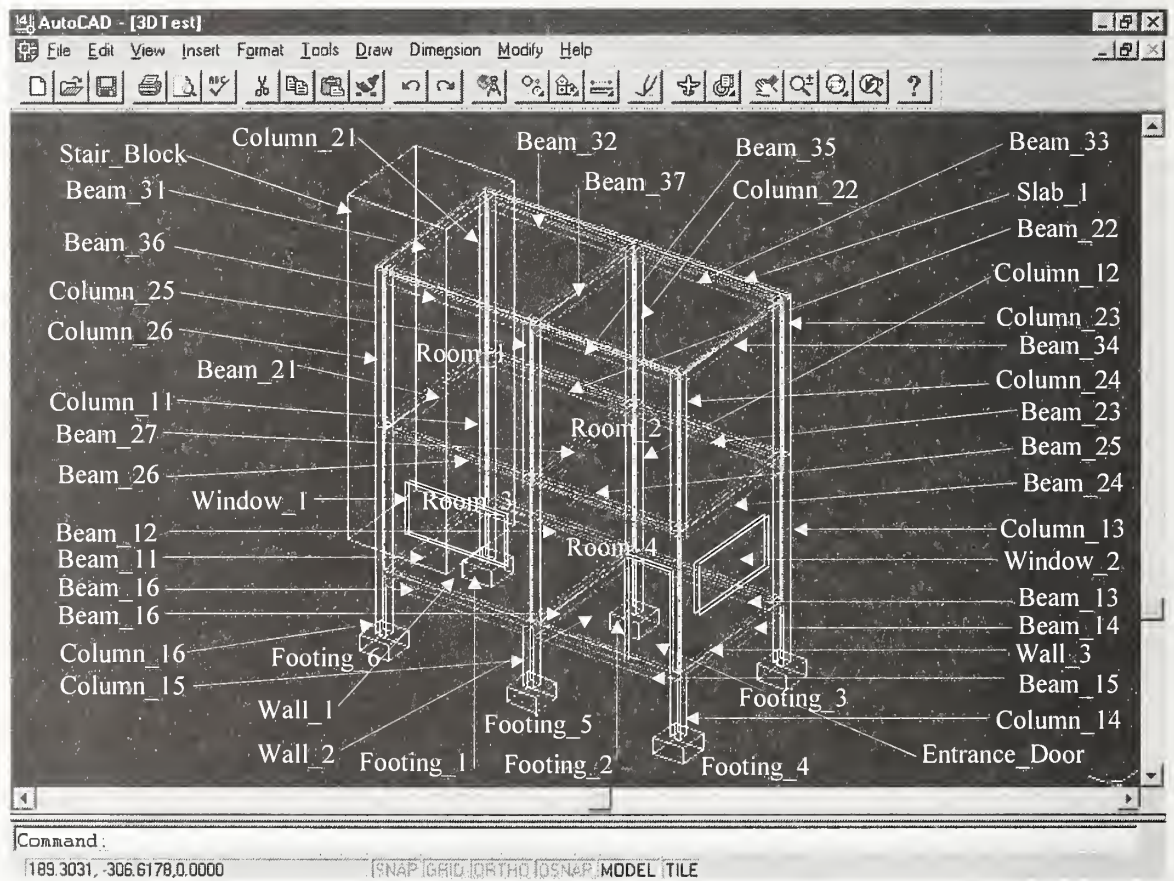 AutoCAD - [3DTest]
File Edit View Insert Format Tools Draw Dimension Modify Help
Column_21
Beam_32
Beam_35
Beam_33
Stair_Block
Beam_37
Column_22
Slab_1
Beam_31
Beam_22
Beam_36
Column_12
Column_25
Column_23
Column_26
Room_1
Beam_34
Beam_21
Column_24
Column_11
Beam_23
Beam_27
Room_2
Beam_25
Beam_26
Beam_24
Window_1
Room_3
Column_13
Beam_12
Room_4
Beam_11
Window_2
Beam_16
Beam_13
Beam_16
Beam_14
Column_16
Footing_6
Wall_3
Column_15
Beam_15
Wall_1
Footing_5
Footing_3
Column_14
Wall_2
Footing_1
Footing_2
Footing_4
Entrance_Door
Command:
189.3031, -306.6178,0.0000 SNAP GRID ORTHO OSNAP MODEL TILE